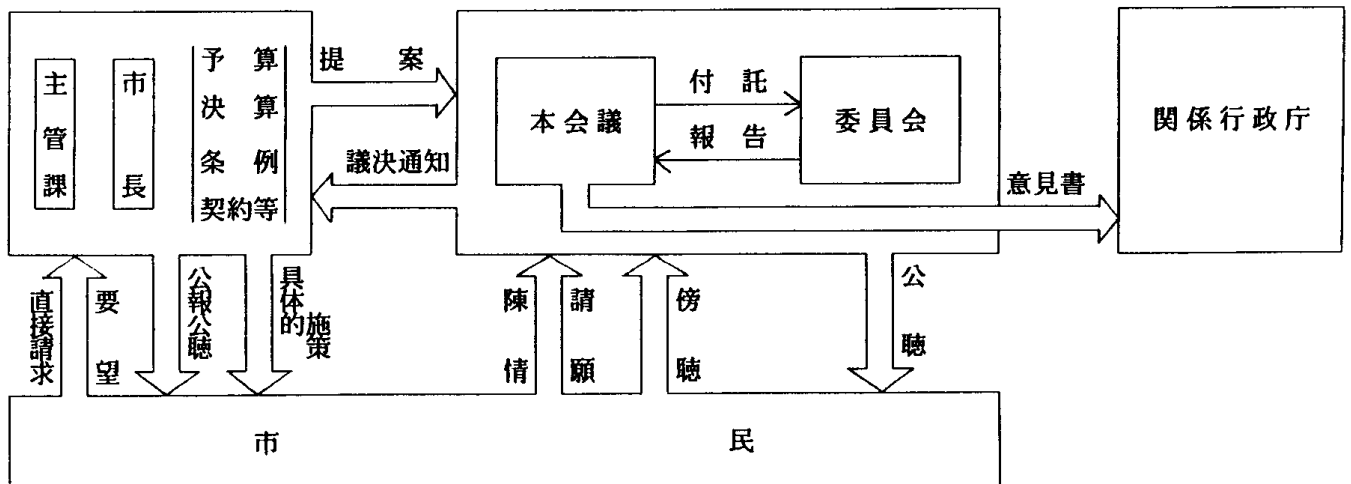 主管課
市長
予算
決算
条例
契約等
提案
議決通知
本会議
付託
報告
委員会
意見書
関係行政庁
直接請求
要望
公報公聴
具体的施策
陳情
請願
傍聴
公聴
市民